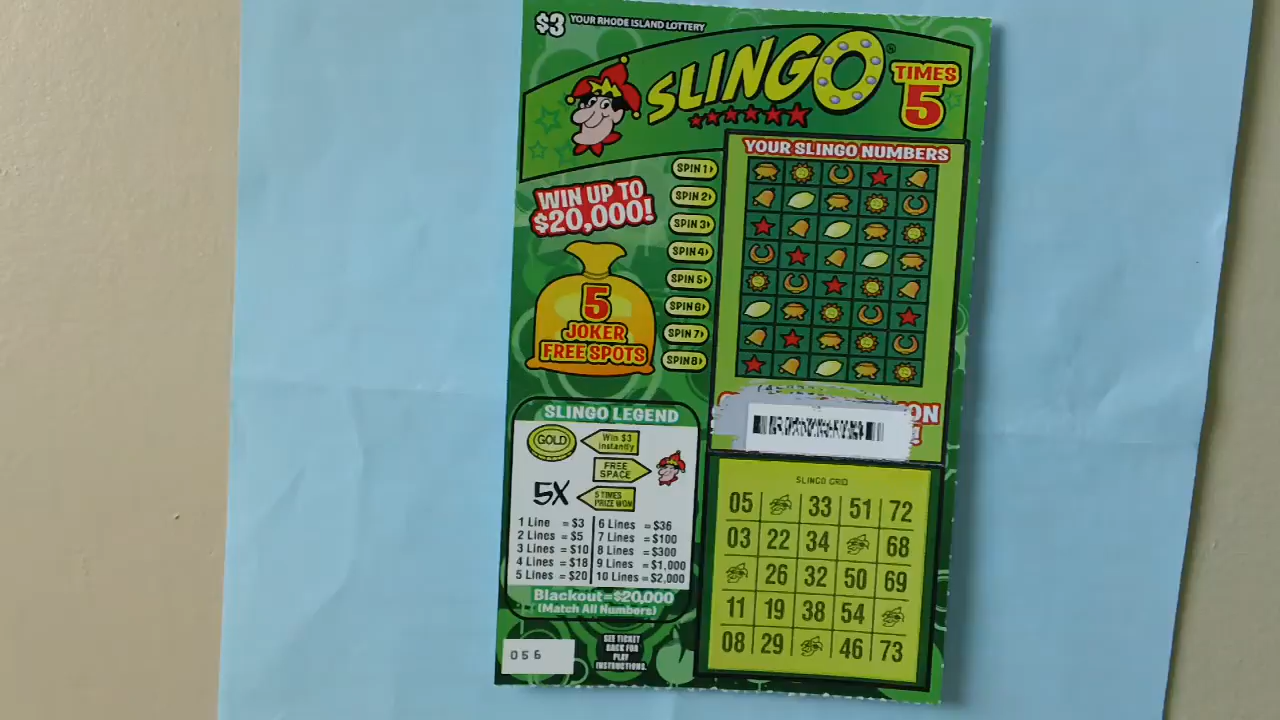 $3 YOUR RHODE ISLAND LOTTERY
SLINGO®
TIMES
5
YOUR SLINGO NUMBERS
WIN UP TO
$20,000!
SPIN 1
SPIN 2
SPIN 3
SPIN 4
SPIN 5
SPIN 6
SPIN 7
SPIN 8
5
JOKER
FREE SPOTS
SLINGO LEGEND
GOLD
Win $3
instantly
FREE
SPACE
5X
5 TIMES
PRIZE WON
1 Line = $3 6 Lines = $36
2 Lines = $5 7 Lines = $100
3 Lines = $10 8 Lines = $300
4 Lines = $18 9 Lines = $1,000
5 Lines = $20 10 Lines = $2,000
Blackout = $20,000
(Match All Numbers)
056
SEE TICKET
BACK FOR
PLAY
INSTRUCTIONS.
SLINGO GRID
05 33 51 72
03 22 34 68
26 32 50 69
11 19 38 54
08 29 46 73